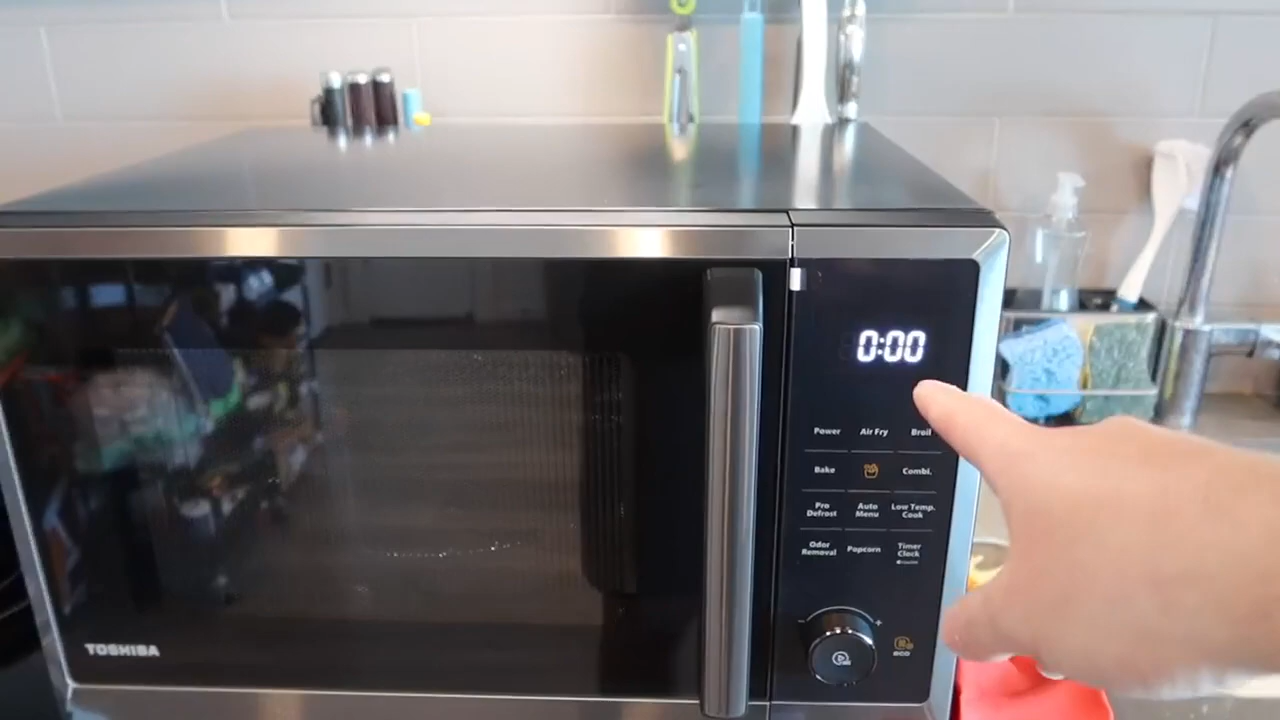 0:00
Power Air Fry Broil
Bake Combi.
Pro Auto Low Temp.
Defrost Menu Cook
Odor Popcorn Timer
Removal Clock
- +
eco
TOSHIBA